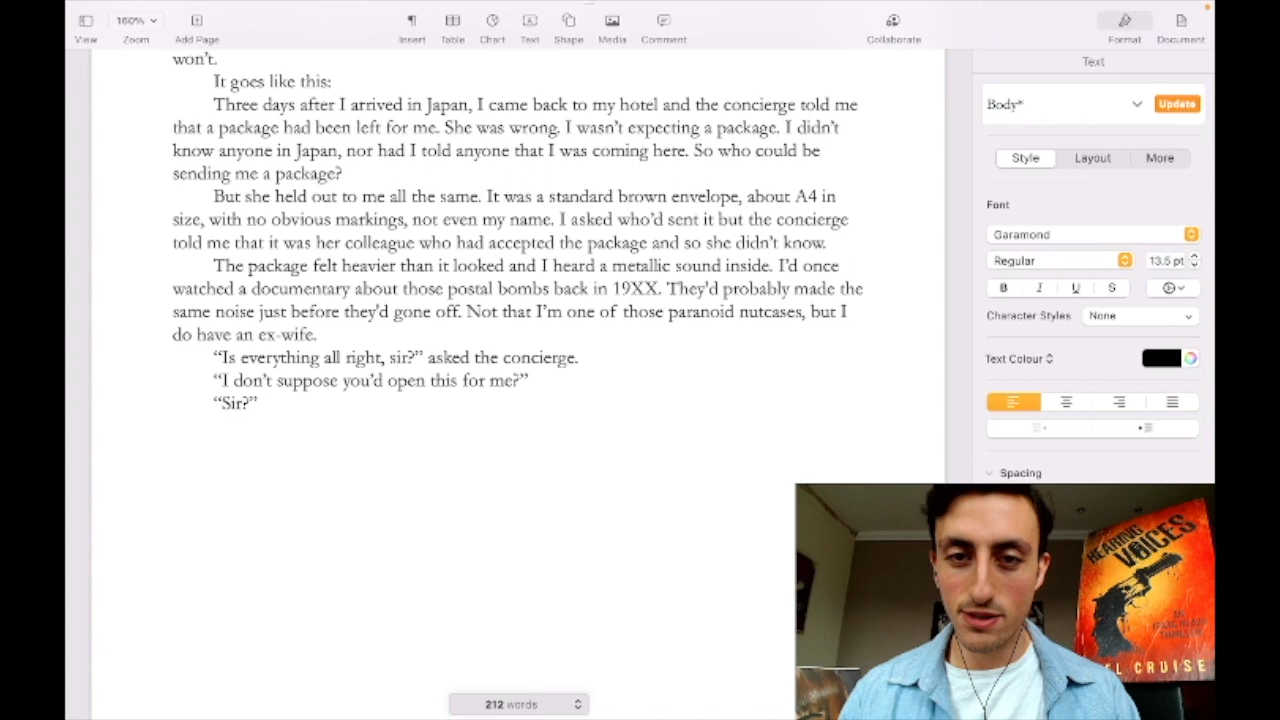 160%
View
Zoom
Add Page
Insert
Table
Chart
Text
Shape
Media
Comment
Collaborate
Format
Document
won't.
It goes like this:
Three days after I arrived in Japan, I came back to my hotel and the concierge told me
that a package had been left for me. She was wrong. I wasn't expecting a package. I didn't
know anyone in Japan, nor had I told anyone that I was coming here. So who could be
sending me a package?
But she held out to me all the same. It was a standard brown envelope, about A4 in
size, with no obvious markings, not even my name. I asked who'd sent it but the concierge
told me that it was her colleague who had accepted the package and so she didn't know.
The package felt heavier than it looked and I heard a metallic sound inside. I'd once
watched a documentary about those postal bombs back in 19XX. They'd probably made the
same noise just before they'd gone off. Not that I'm one of those paranoid nutcases, but I
do have an ex-wife.
“Is everything all right, sir?” asked the concierge.
“I don't suppose you'd open this for me?”
“Sir?”
212 words
Text
Body*
Update
Style
Layout
More
Font
Garamond
Regular
13.5 pt
B I U S
Character Styles
None
Text Colour
Spacing
HEARING
VOICES
AN
THRILLER
EL CRUISE